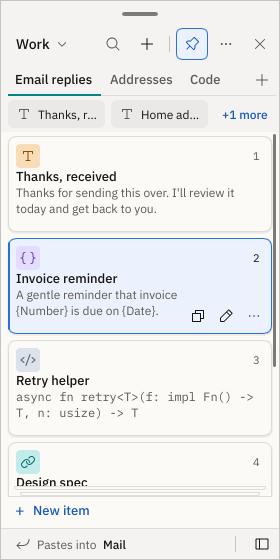 Work
Email replies Addresses Code
T Thanks, r... T Home ad... +1 more
T 1
Thanks, received
Thanks for sending this over. I'll review it
today and get back to you.
{ } 2
Invoice reminder
A gentle reminder that invoice
{Number} is due on {Date}.
</> 3
Retry helper
async fn retry<T>(f: impl Fn() ->
T, n: usize) -> T
4
Design spec
+ New item
Pastes into Mail